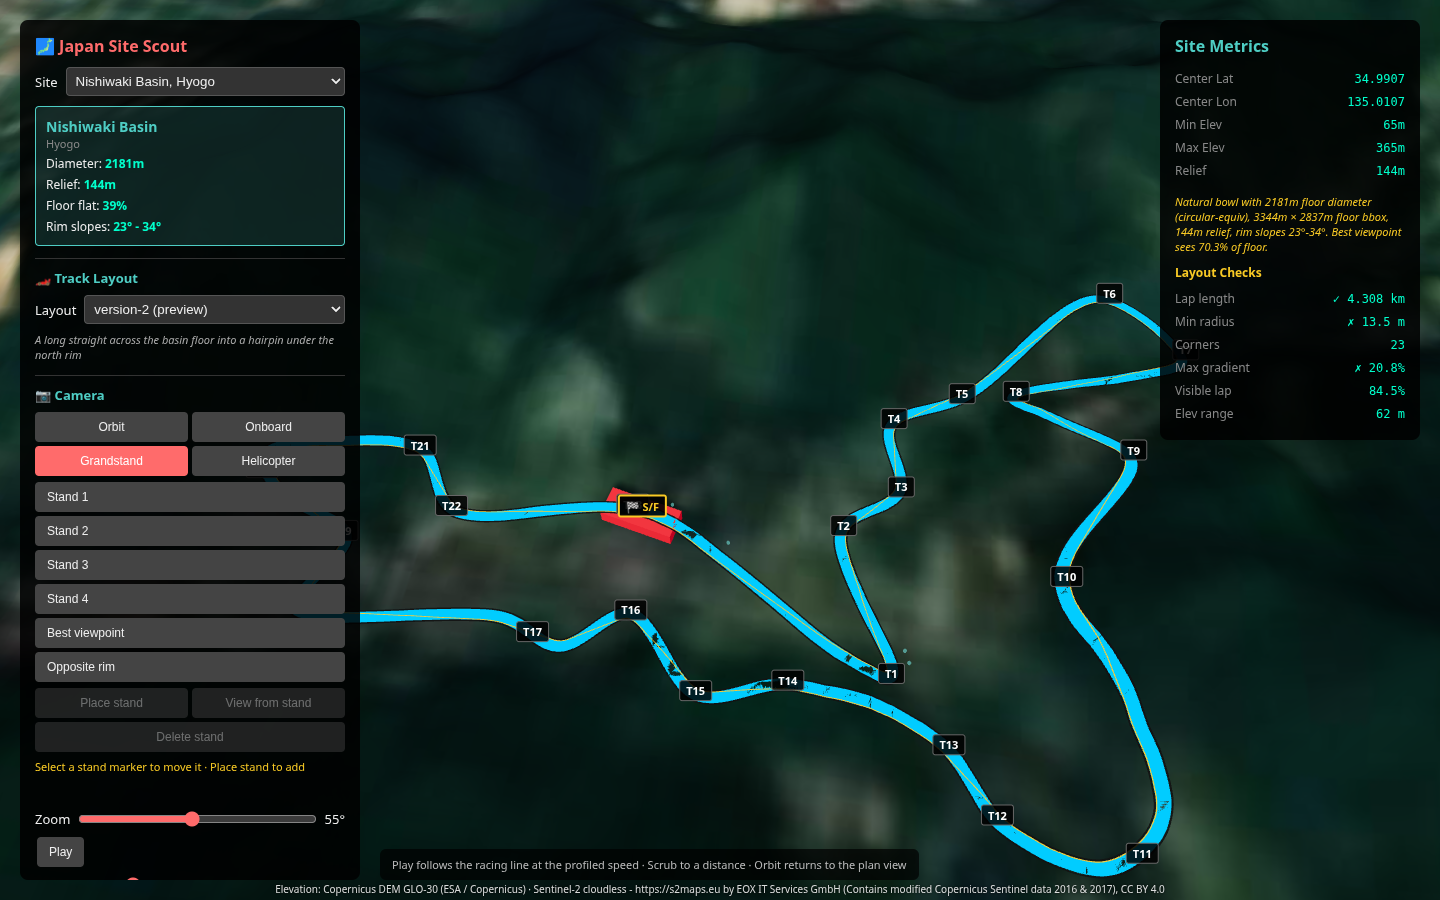 🗾 Japan Site Scout
Site Nishiwaki Basin, Hyogo
Nishiwaki Basin
Hyogo
Diameter: 2181m
Relief: 144m
Floor flat: 39%
Rim slopes: 23° - 34°
🏎️ Track Layout
Layout version-2 (preview)
A long straight across the basin floor into a hairpin under the
north rim
📷 Camera
Orbit Onboard
Grandstand Helicopter
Stand 1
Stand 2
Stand 3
Stand 4
Best viewpoint
Opposite rim
Place stand View from stand
Delete stand
Select a stand marker to move it · Place stand to add
Zoom 55°
Play
T6
T5
T8
T4
T9
T21
T3
T22
🏁 S/F
T2
T10
T16
T17
T1
T14
T15
T13
T12
T11
Site Metrics
Center Lat 34.9907
Center Lon 135.0107
Min Elev 65m
Max Elev 365m
Relief 144m
Natural bowl with 2181m floor diameter
(circular-equiv), 3344m × 2837m floor bbox,
144m relief, rim slopes 23°-34°. Best viewpoint
sees 70.3% of floor.
Layout Checks
Lap length ✓ 4.308 km
Min radius ✗ 13.5 m
Corners 23
Max gradient ✗ 20.8%
Visible lap 84.5%
Elev range 62 m
Play follows the racing line at the profiled speed · Scrub to a distance · Orbit returns to the plan view
Elevation: Copernicus DEM GLO-30 (ESA / Copernicus) · Sentinel-2 cloudless - https://s2maps.eu by EOX IT Services GmbH (Contains modified Copernicus Sentinel data 2016 & 2017), CC BY 4.0